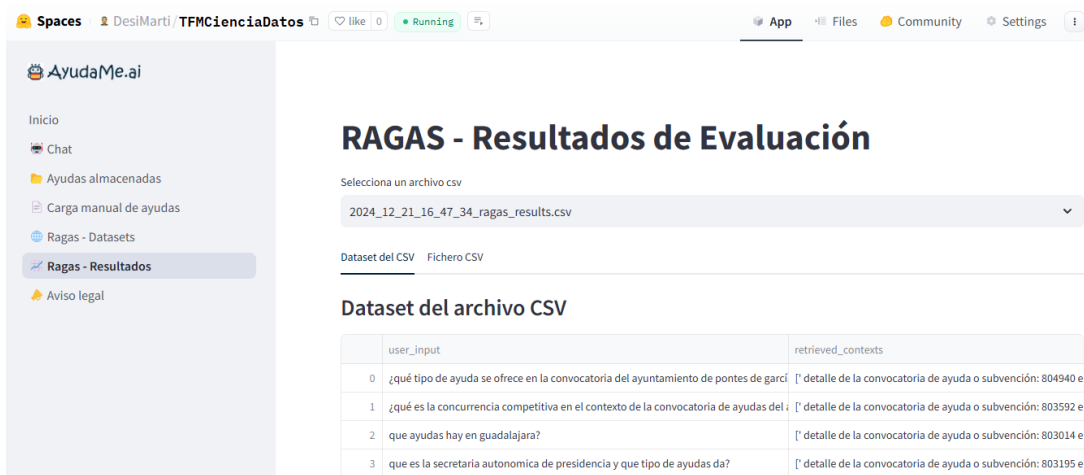 Spaces DesiMarti / TFMCienciaDatos like 0 Running App Files Community Settings
AyudaMe.ai
Inicio
Chat
Ayudas almacenadas
Carga manual de ayudas
Ragas - Datasets
Ragas - Resultados
Aviso legal
RAGAS - Resultados de Evaluación
Selecciona un archivo csv
2024_12_21_16_47_34_ragas_results.csv
Dataset del CSV Fichero CSV
Dataset del archivo CSV
user_input retrieved_contexts
0 ¿qué tipo de ayuda se ofrece en la convocatoria del ayuntamiento de pontes de garcí [' detalle de la convocatoria de ayuda o subvención: 804940 e
1 ¿qué es la concurrencia competitiva en el contexto de la convocatoria de ayudas del a [' detalle de la convocatoria de ayuda o subvención: 803592 e
2 que ayudas hay en guadalajara? [' detalle de la convocatoria de ayuda o subvención: 803014 e
3 que es la secretaria autonomica de presidencia y que tipo de ayudas da? [' detalle de la convocatoria de ayuda o subvención: 803195 e